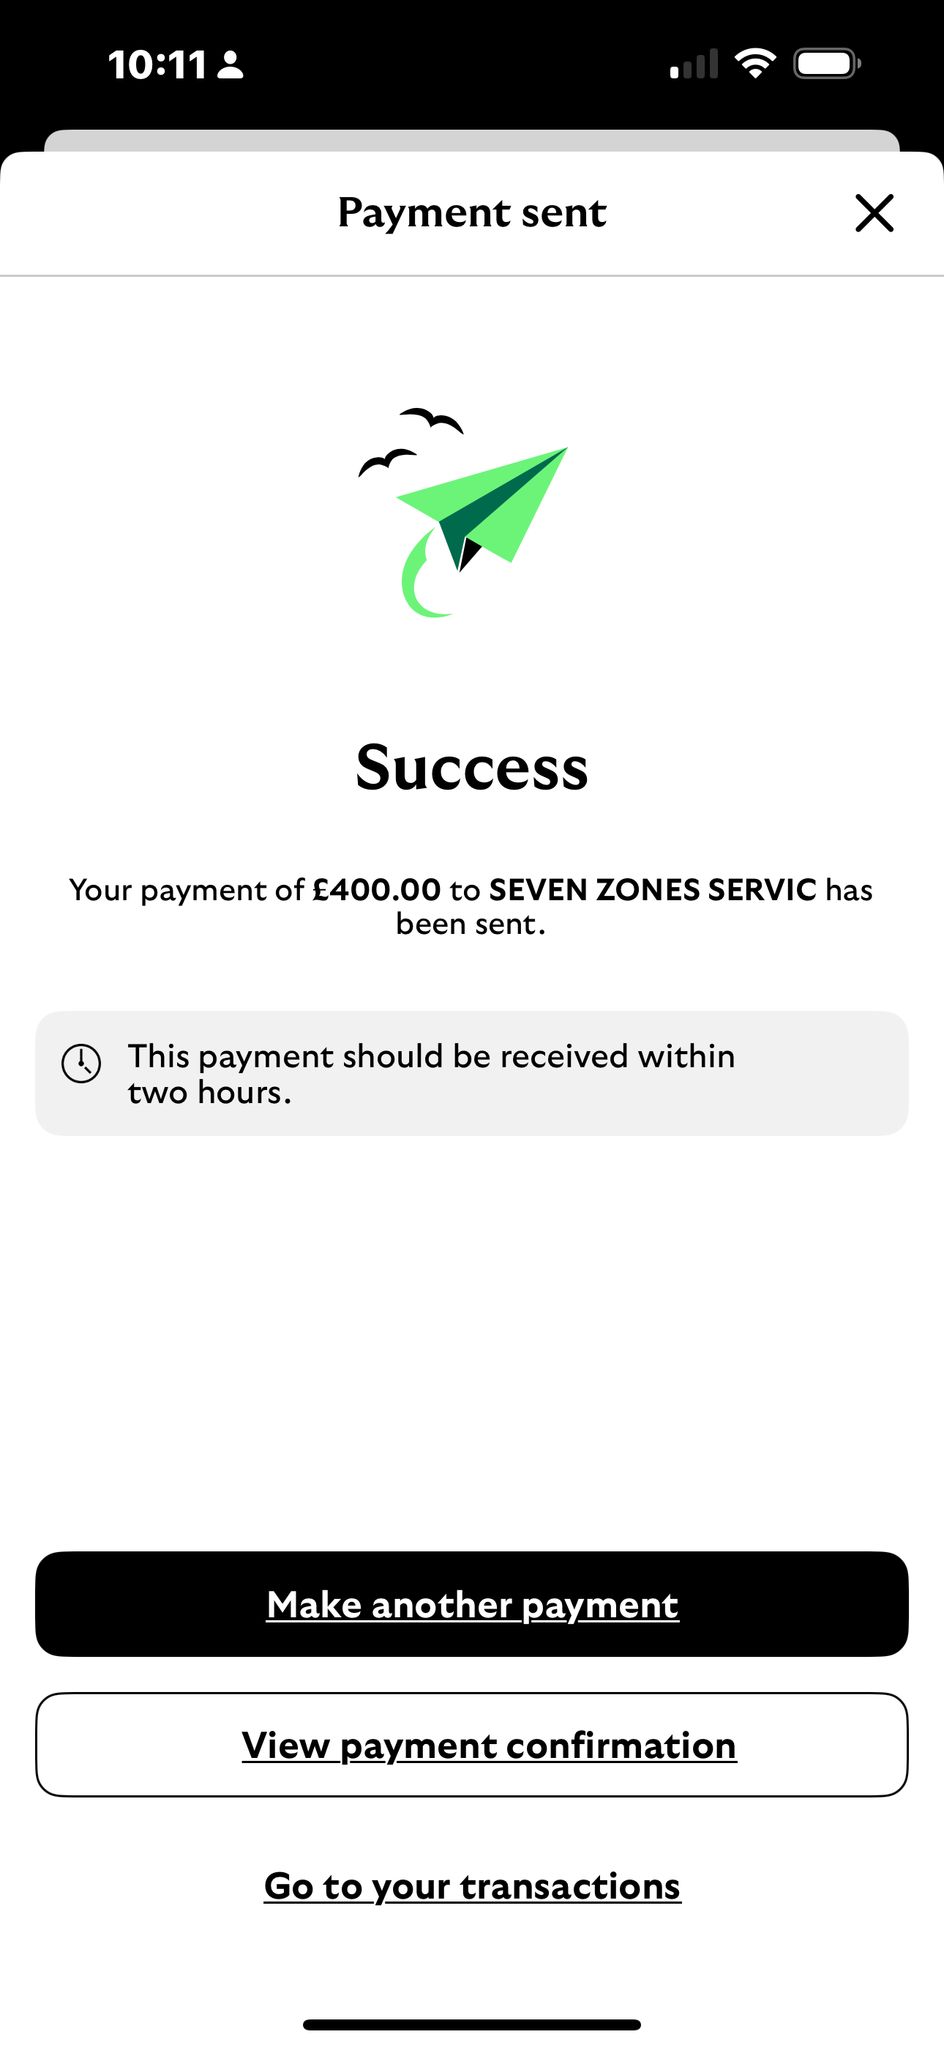 10:11
Payment sent
Success
Your payment of £400.00 to SEVEN ZONES SERVIC has
been sent.
This payment should be received within
two hours.
Make another payment
View payment confirmation
Go to your transactions